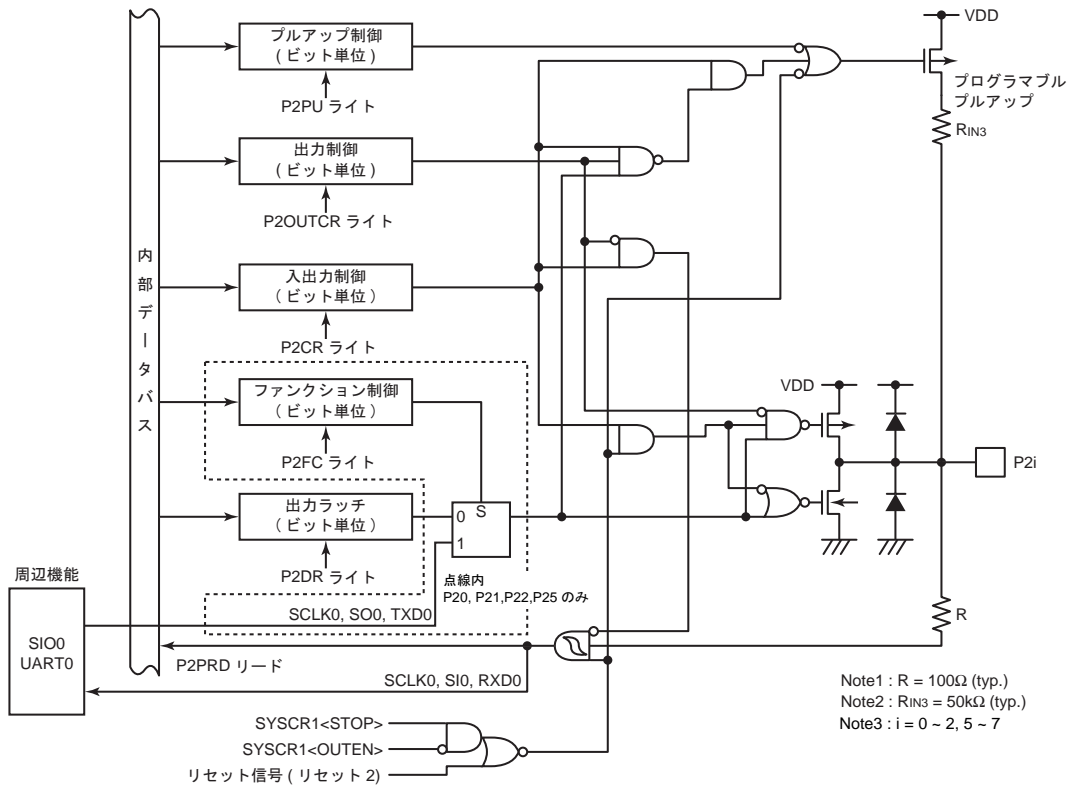 VDD
プルアップ制御
( ビット単位 )
P2PU ライト
プログラマブル
プルアップ
RIN3
出力制御
( ビット単位 )
P2OUTCR ライト
内部データバス
入出力制御
( ビット単位 )
P2CR ライト
ファンクション制御
( ビット単位 )
P2FC ライト
VDD
P2i
出力ラッチ
( ビット単位 )
P2DR ライト
0
S
1
点線内
P20, P21,P22,P25 のみ
周辺機能
SIO0
UART0
SCLK0, SO0, TXD0
R
P2PRD リード
SCLK0, SI0, RXD0
SYSCR1<STOP>
SYSCR1<OUTEN>
リセット信号 ( リセット 2)
Note1 : R = 100Ω (typ.)
Note2 : RIN3 = 50kΩ (typ.)
Note3 : i = 0 ~ 2, 5 ~ 7